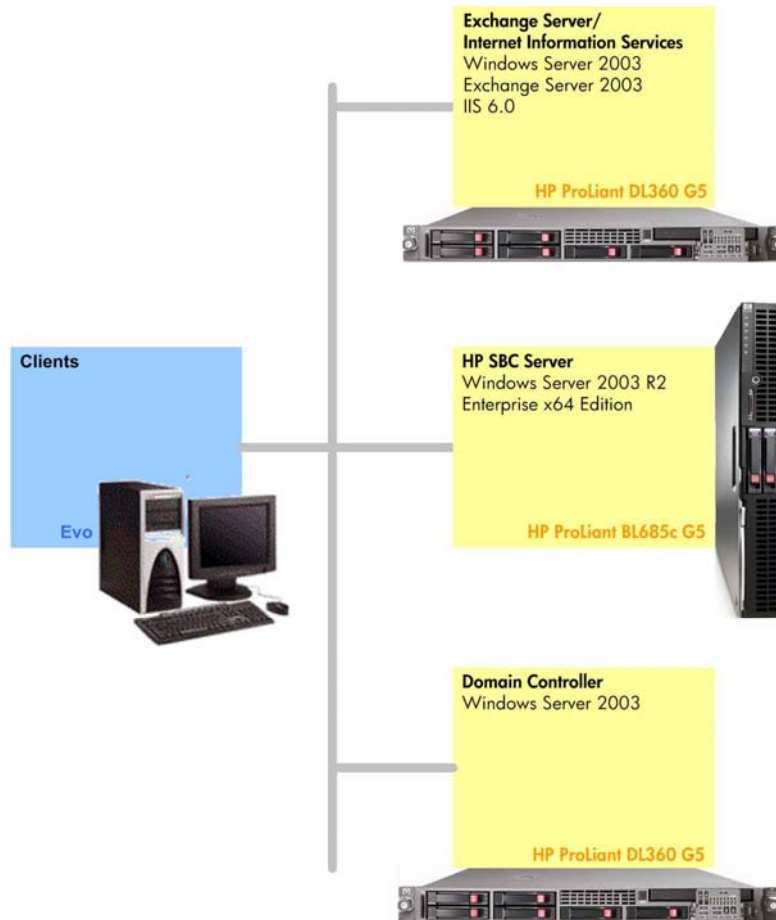 Exchange Server/
Internet Information Services
Windows Server 2003
Exchange Server 2003
IIS 6.0
HP ProLiant DL360 G5
Clients
Evo
HP SBC Server
Windows Server 2003 R2
Enterprise x64 Edition
HP ProLiant BL685c G5
Domain Controller
Windows Server 2003
HP ProLiant DL360 G5